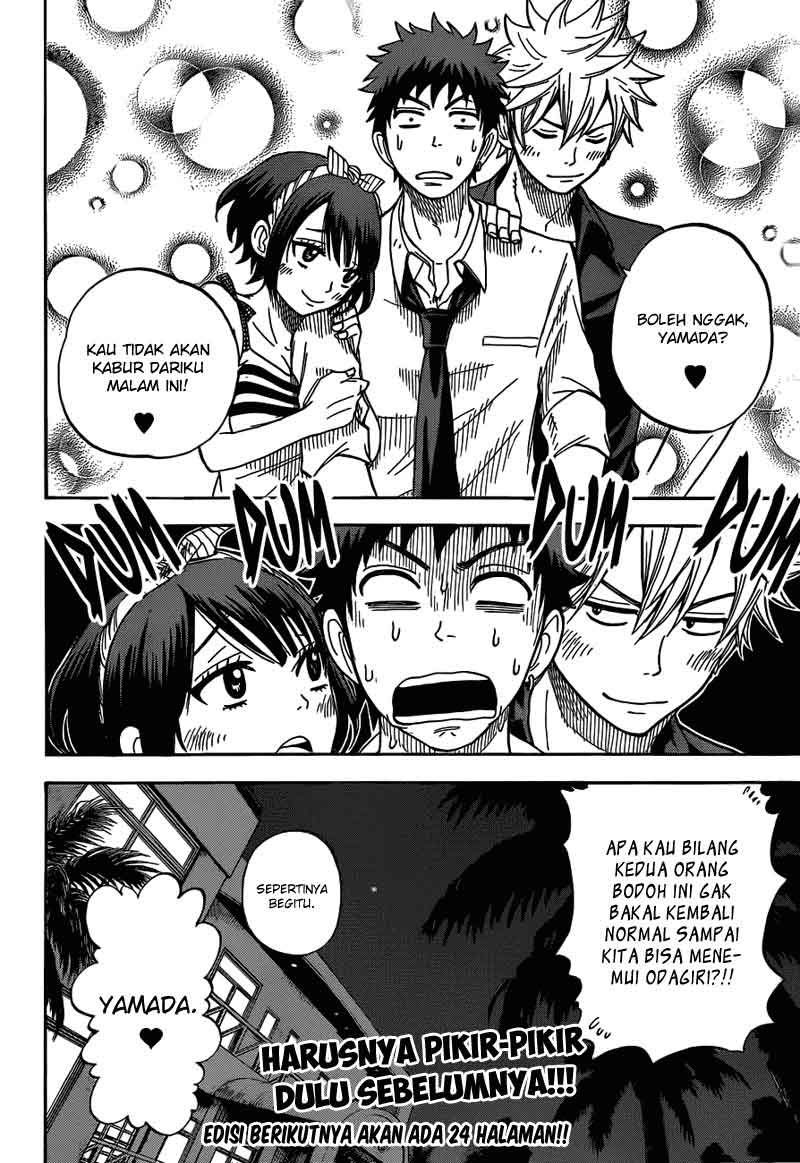 BOLEH NGGAK,
YAMADA?
♥
KAU TIDAK AKAN
KABUR DARIKU
MALAM INI!
♥
DUM
DUM
DUM
DUM
APA KAU BILANG
KEDUA ORANG
BODOH INI GAK
BAKAL KEMBALI
NORMAL SAMPAI
KITA BISA MENE-
MUI ODAGIRI?!!
SEPERTINYA
BEGITU.
YAMADA.
♥
HARUSNYA PIKIR-PIKIR
DULU SEBELUMNYA!!!
EDISI BERIKUTNYA AKAN ADA 24 HALAMAN!!